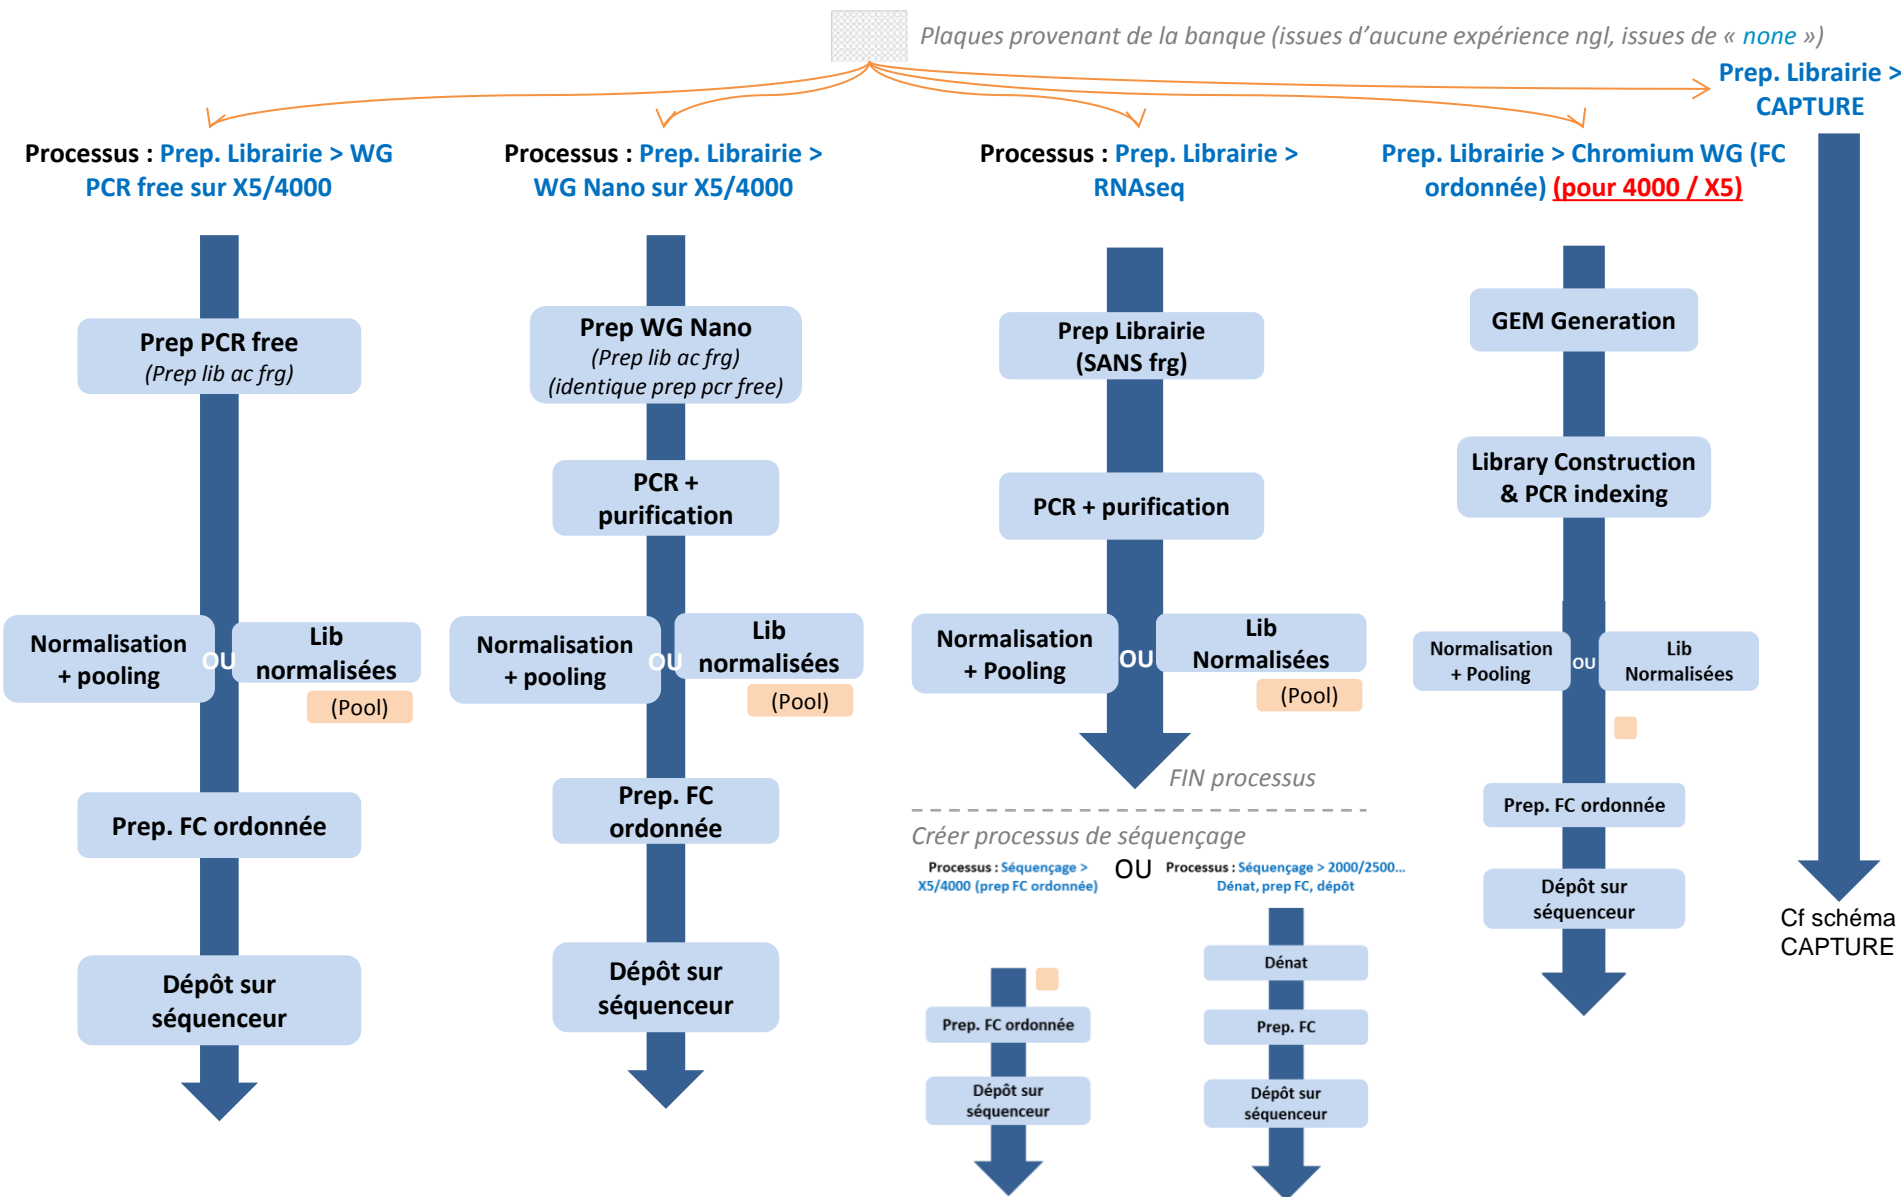 Plaques provenant de la banque (issues d’aucune expérience ngl, issues de « none »)
Prep. Librairie >
CAPTURE
Processus : Prep. Librairie > WG
PCR free sur X5/4000
Prep PCR free
(Prep lib ac frg)
Normalisation
+ pooling
OU
Lib
normalisées
(Pool)
Prep. FC ordonnée
Dépôt sur
séquenceur
Processus : Prep. Librairie >
WG Nano sur X5/4000
Prep WG Nano
(Prep lib ac frg)
(identique prep pcr free)
PCR +
purification
Normalisation
+ pooling
OU
Lib
normalisées
(Pool)
Prep. FC
ordonnée
Dépôt sur
séquenceur
Processus : Prep. Librairie >
RNAseq
Prep Librairie
(SANS frg)
PCR + purification
Normalisation
+ Pooling
OU
Lib
Normalisées
(Pool)
FIN processus
Créer processus de séquençage
Processus : Séquençage >
X5/4000 (prep FC ordonnée)
OU
Processus : Séquençage > 2000/2500...
Dénat, prep FC, dépôt
Prep. FC ordonnée
Dépôt sur
séquenceur
Dénat
Prep. FC
Dépôt sur
séquenceur
Prep. Librairie > Chromium WG (FC
ordonnée) (pour 4000 / X5)
GEM Generation
Library Construction
& PCR indexing
Normalisation
+ Pooling
OU
Lib
Normalisées
Prep. FC ordonnée
Dépôt sur
séquenceur
Cf schéma
CAPTURE